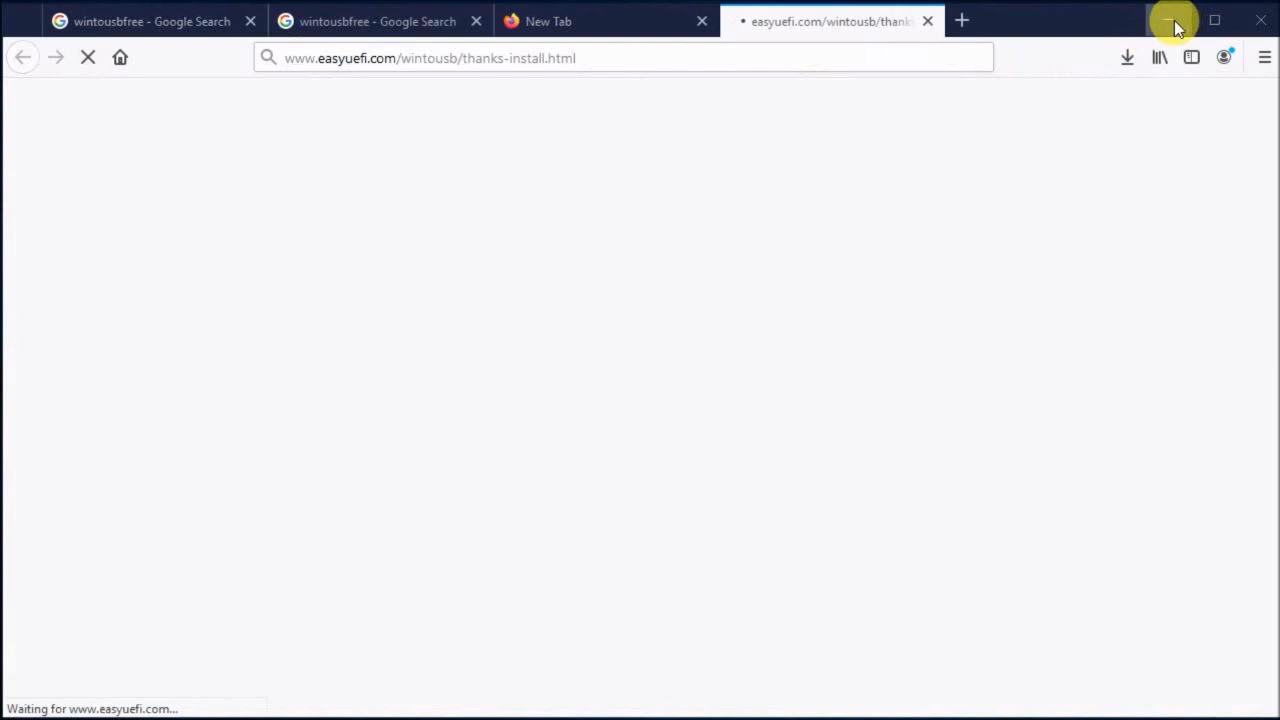 wintousbfree - Google Search
wintousbfree - Google Search
New Tab
easyuefi.com/wintousb/thank
www.easyuefi.com/wintousb/thanks-install.html
Waiting for www.easyuefi.com...